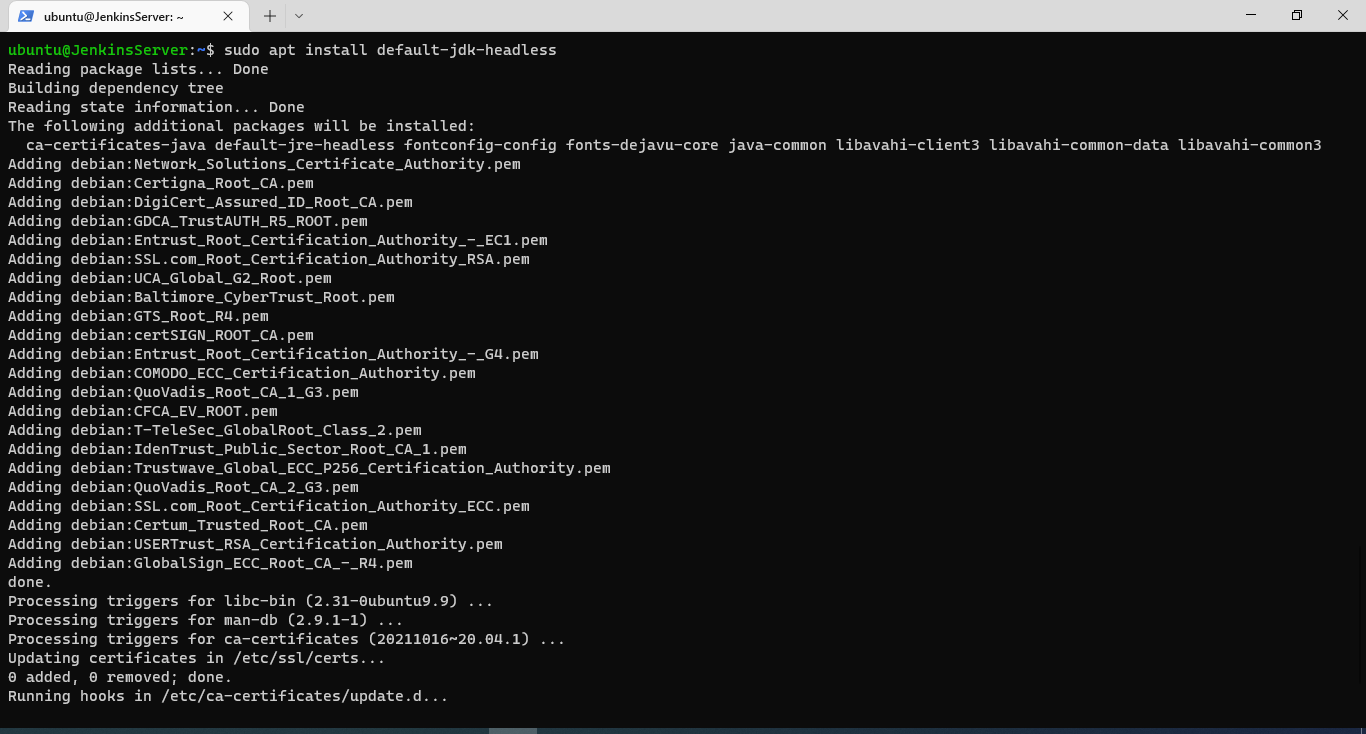 ubuntu@JenkinsServer: ~
ubuntu@JenkinsServer:~$ sudo apt install default-jdk-headless
Reading package lists... Done
Building dependency tree
Reading state information... Done
The following additional packages will be installed:
  ca-certificates-java default-jre-headless fontconfig-config fonts-dejavu-core java-common libavahi-client3 libavahi-common-data libavahi-common3
Adding debian:Network_Solutions_Certificate_Authority.pem
Adding debian:Certigna_Root_CA.pem
Adding debian:DigiCert_Assured_ID_Root_CA.pem
Adding debian:GDCA_TrustAUTH_R5_ROOT.pem
Adding debian:Entrust_Root_Certification_Authority_-_EC1.pem
Adding debian:SSL.com_Root_Certification_Authority_RSA.pem
Adding debian:UCA_Global_G2_Root.pem
Adding debian:Baltimore_CyberTrust_Root.pem
Adding debian:GTS_Root_R4.pem
Adding debian:certSIGN_ROOT_CA.pem
Adding debian:Entrust_Root_Certification_Authority_-_G4.pem
Adding debian:COMODO_ECC_Certification_Authority.pem
Adding debian:QuoVadis_Root_CA_1_G3.pem
Adding debian:CFCA_EV_ROOT.pem
Adding debian:T-TeleSec_GlobalRoot_Class_2.pem
Adding debian:IdenTrust_Public_Sector_Root_CA_1.pem
Adding debian:Trustwave_Global_ECC_P256_Certification_Authority.pem
Adding debian:QuoVadis_Root_CA_2_G3.pem
Adding debian:SSL.com_Root_Certification_Authority_ECC.pem
Adding debian:Certum_Trusted_Root_CA.pem
Adding debian:USERTrust_RSA_Certification_Authority.pem
Adding debian:GlobalSign_ECC_Root_CA_-_R4.pem
done.
Processing triggers for libc-bin (2.31-0ubuntu9.9) ...
Processing triggers for man-db (2.9.1-1) ...
Processing triggers for ca-certificates (20211016~20.04.1) ...
Updating certificates in /etc/ssl/certs...
0 added, 0 removed; done.
Running hooks in /etc/ca-certificates/update.d...